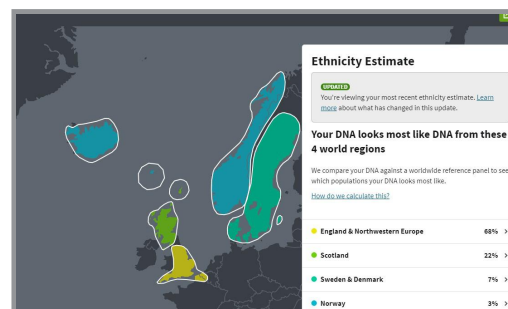 Ethnicity Estimate
UPDATED
You're viewing your most recent ethnicity estimate. Learn
more about what has changed in this update.
Your DNA looks most like DNA from these
4 world regions
We compare your DNA against a worldwide reference panel to see
which populations your DNA looks most like.
How do we calculate this?
England & Northwestern Europe 68% >
Scotland 22% >
Sweden & Denmark 7% >
Norway 3% >